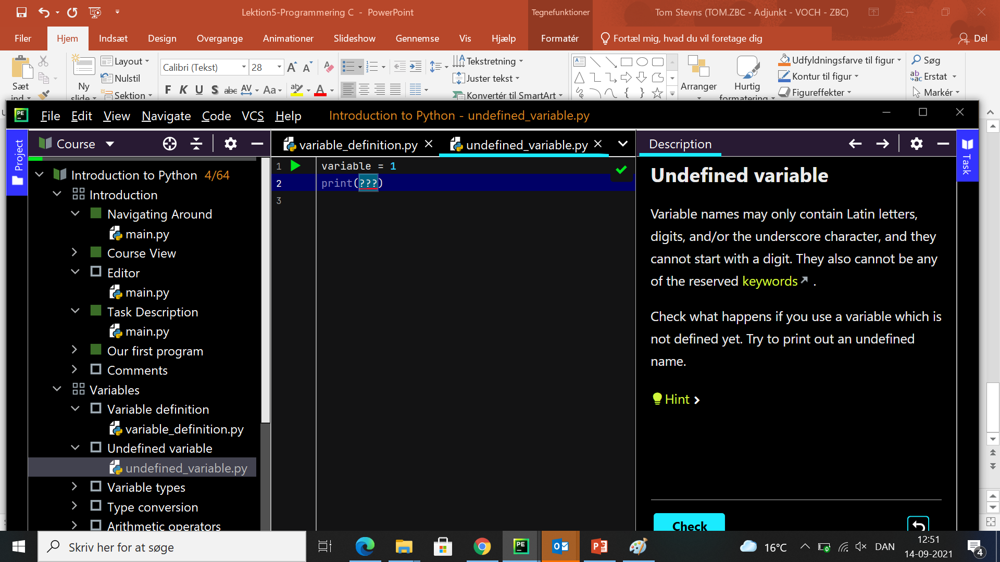 Lektion5-Programmering C - PowerPoint
Tegnefunktioner
Tom Stevns (TOM.ZBC - Adjunkt - VOCH - ZBC)
Filer Hjem Indsæt Design Overgange Animationer Slideshow Gennemse Vis Hjælp Formatér Fortæl mig, hvad du vil foretage dig Del
Sæt
ind
Ny
slide
Layout
Nulstil
Sektion
Calibri (Tekst) 28
F K U S abc AV Aa
Tekstretning
Juster tekst
Konvertér til SmartArt
Arranger
Hurtig
formatering
Udfyldningsfarve til figur
Kontur til figur
Figureffekter
Søg
Erstat
Markér
PE File Edit View Navigate Code VCS Help Introduction to Python - undefined_variable.py
Project
Course
Introduction to Python 4/64
Introduction
Navigating Around
main.py
Course View
Editor
main.py
Task Description
main.py
Our first program
Comments
Variables
Variable definition
variable_definition.py
Undefined variable
undefined_variable.py
Variable types
Type conversion
Arithmetic operators
variable_definition.py undefined_variable.py
1 variable = 1
2 print(???)
3
Description
Task
Undefined variable
Variable names may only contain Latin letters,
digits, and/or the underscore character, and they
cannot start with a digit. They also cannot be any
of the reserved keywords .
Check what happens if you use a variable which is
not defined yet. Try to print out an undefined
name.
Hint
Check
Skriv her for at søge
16°C
DAN
12:51
14-09-2021
4